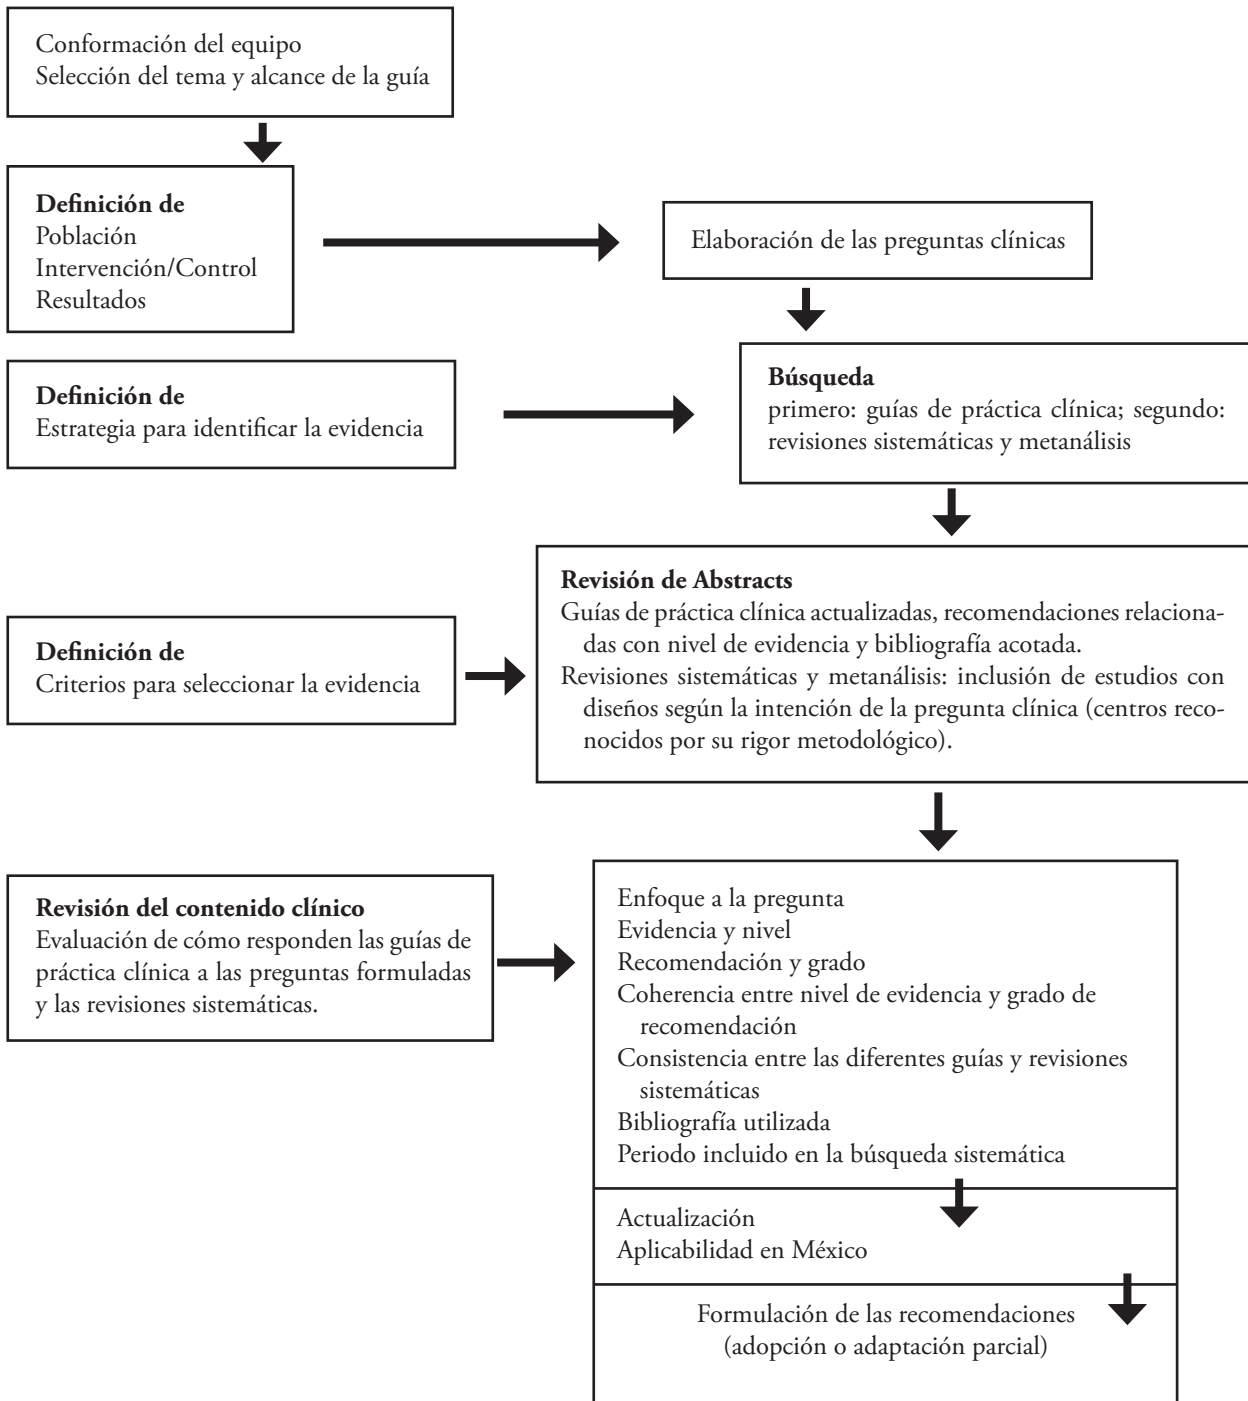 Conformación del equipo
Selección del tema y alcance de la guía
Definición de
Población
Intervención/Control
Resultados
Elaboración de las preguntas clínicas
Definición de
Estrategia para identificar la evidencia
Búsqueda
primero: guías de práctica clínica; segundo:
revisiones sistemáticas y metanálisis
Definición de
Criterios para seleccionar la evidencia
Revisión de Abstracts
Guías de práctica clínica actualizadas, recomendaciones relaciona-
das con nivel de evidencia y bibliografía acotada.
Revisiones sistemáticas y metanálisis: inclusión de estudios con
diseños según la intención de la pregunta clínica (centros reco-
nocidos por su rigor metodológico).
Revisión del contenido clínico
Evaluación de cómo responden las guías de
práctica clínica a las preguntas formuladas
y las revisiones sistemáticas.
Enfoque a la pregunta
Evidencia y nivel
Recomendación y grado
Coherencia entre nivel de evidencia y grado de
recomendación
Consistencia entre las diferentes guías y revisiones
sistemáticas
Bibliografía utilizada
Periodo incluido en la búsqueda sistemática
Actualización
Aplicabilidad en México
Formulación de las recomendaciones
(adopción o adaptación parcial)